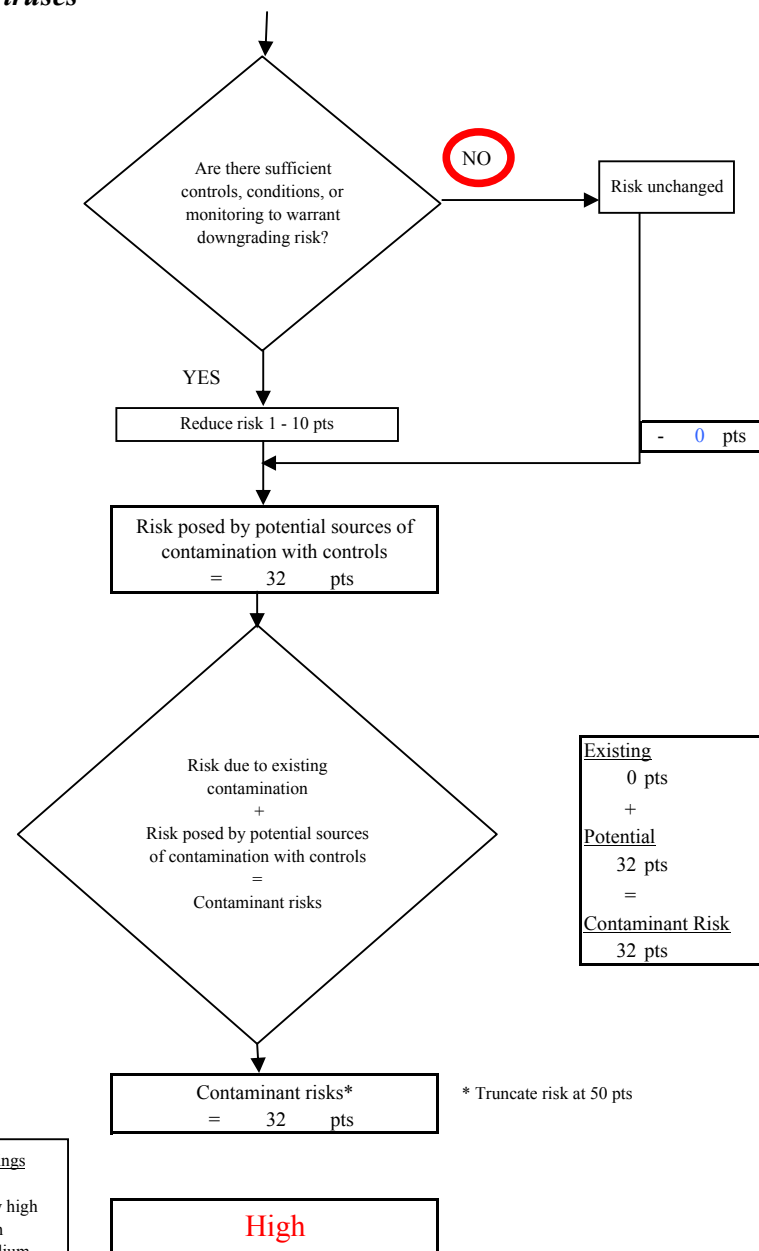 Are there sufficient
controls, conditions, or
monitoring to warrant
downgrading risk?
NO
Risk unchanged
YES
Reduce risk 1 - 10 pts
- 0 pts
Risk posed by potential sources of
contamination with controls
= 32 pts
Risk due to existing
contamination
+
Risk posed by potential sources
of contamination with controls
=
Contaminant risks
Existing
0 pts
+
Potential
32 pts
=
Contaminant Risk
32 pts
Contaminant risks*
= 32 pts
* Truncate risk at 50 pts
high
High